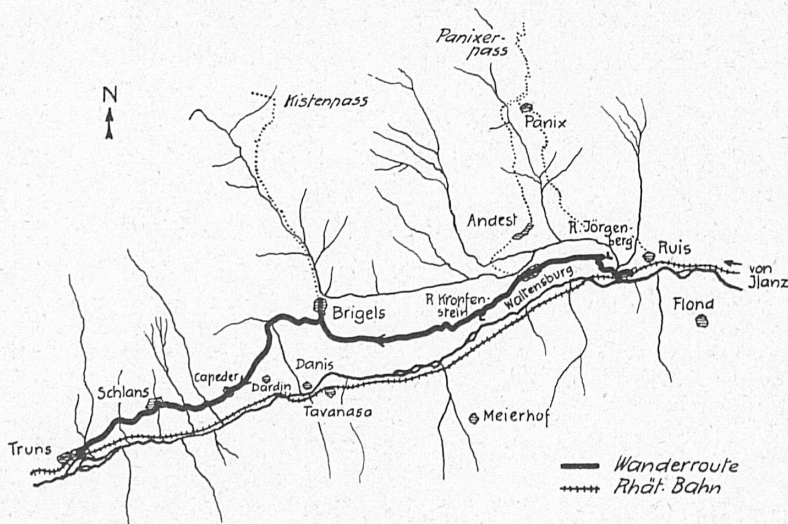 Panixer-
pass
N
Kistenpass
Panix
Andest
R. Jörgen-
berg
Ruis
von
Jlanz
Waltensburg
R. Kropfen-
stein
Brigels
Flond
Danis
Capeder
Dardin
Schlans
Tavanasa
Meierhof
Truns
Wanderroute
Rhät. Bahn